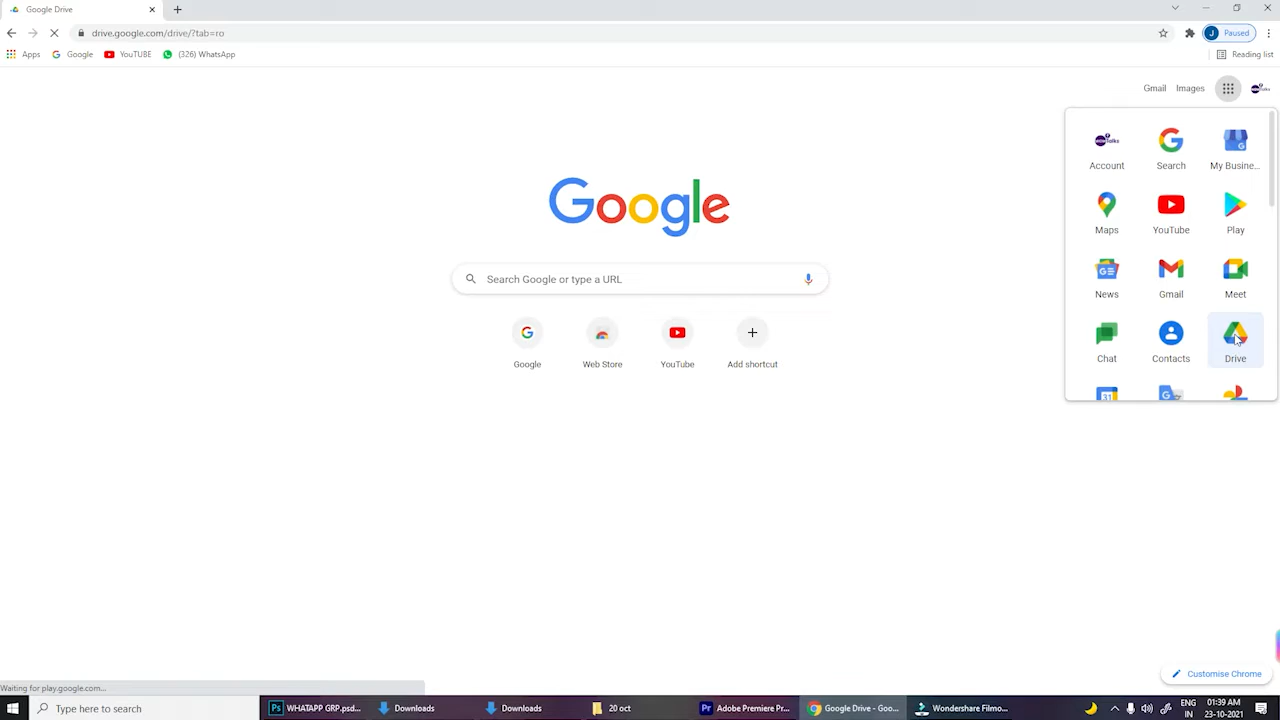 Google Drive
drive.google.com/drive/?tab=ro
J Paused
Apps Google YouTUBE (326) WhatsApp Reading list
Gmail Images
Account Search My Busine...
Maps YouTube Play
News Gmail Meet
Chat Contacts Drive
31
Google
Search Google or type a URL
Google Web Store YouTube Add shortcut
Customise Chrome
Waiting for play.google.com...
Type here to search
Ps WHATAPP GRP.psd... Downloads Downloads 20 oct Pr Adobe Premiere Pr... Google Drive - Goo... Wondershare Filmo...
ENG
IN
01:39 AM
23-10-2021